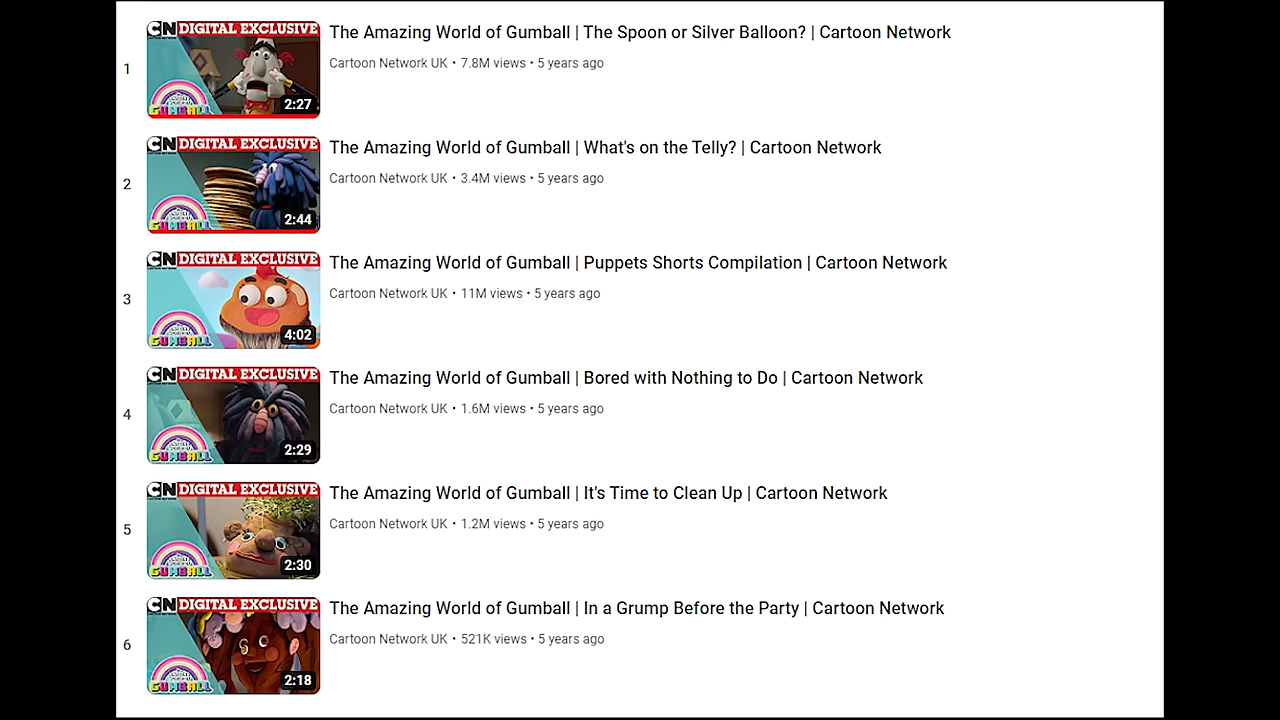 CN DIGITAL EXCLUSIVE
GUMBALL
2:27
1
The Amazing World of Gumball | The Spoon or Silver Balloon? | Cartoon Network
Cartoon Network UK • 7.8M views • 5 years ago
CN DIGITAL EXCLUSIVE
GUMBALL
2:44
2
The Amazing World of Gumball | What's on the Telly? | Cartoon Network
Cartoon Network UK • 3.4M views • 5 years ago
CN DIGITAL EXCLUSIVE
GUMBALL
4:02
3
The Amazing World of Gumball | Puppets Shorts Compilation | Cartoon Network
Cartoon Network UK • 11M views • 5 years ago
CN DIGITAL EXCLUSIVE
GUMBALL
2:29
4
The Amazing World of Gumball | Bored with Nothing to Do | Cartoon Network
Cartoon Network UK • 1.6M views • 5 years ago
CN DIGITAL EXCLUSIVE
GUMBALL
2:30
5
The Amazing World of Gumball | It's Time to Clean Up | Cartoon Network
Cartoon Network UK • 1.2M views • 5 years ago
CN DIGITAL EXCLUSIVE
GUMBALL
2:18
6
The Amazing World of Gumball | In a Grump Before the Party | Cartoon Network
Cartoon Network UK • 521K views • 5 years ago